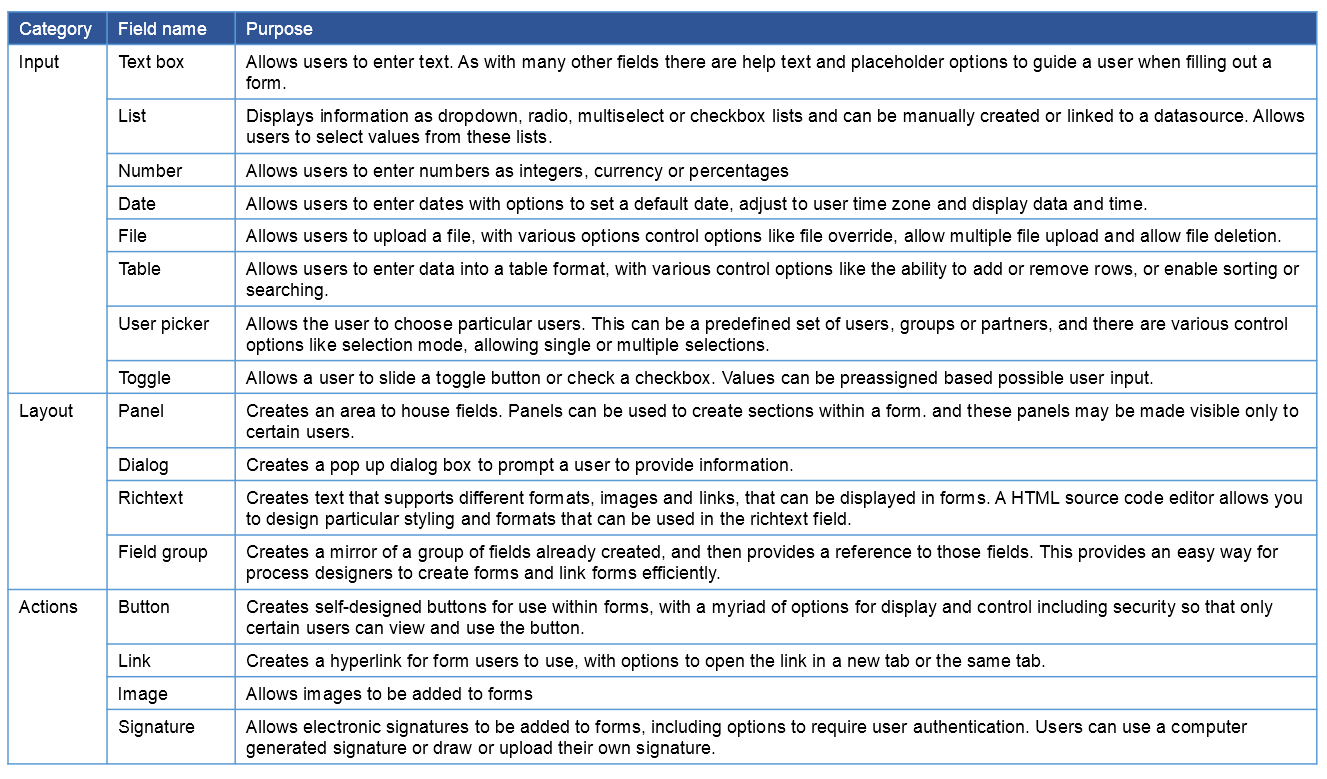 Category Field name Purpose
Input Text box Allows users to enter text. As with many other fields there are help text and placeholder options to guide a user when filling out a
form.
List Displays information as dropdown, radio, multiselect or checkbox lists and can be manually created or linked to a datasource. Allows
users to select values from these lists.
Number Allows users to enter numbers as integers, currency or percentages
Date Allows users to enter dates with options to set a default date, adjust to user time zone and display data and time.
File Allows users to upload a file, with various options control options like file override, allow multiple file upload and allow file deletion.
Table Allows users to enter data into a table format, with various control options like the ability to add or remove rows, or enable sorting or
searching.
User picker Allows the user to choose particular users. This can be a predefined set of users, groups or partners, and there are various control
options like selection mode, allowing single or multiple selections.
Toggle Allows a user to slide a toggle button or check a checkbox. Values can be preassigned based possible user input.
Layout Panel Creates an area to house fields. Panels can be used to create sections within a form. and these panels may be made visible only to
certain users.
Dialog Creates a pop up dialog box to prompt a user to provide information.
Richtext Creates text that supports different formats, images and links, that can be displayed in forms. A HTML source code editor allows you
to design particular styling and formats that can be used in the richtext field.
Field group Creates a mirror of a group of fields already created, and then provides a reference to those fields. This provides an easy way for
process designers to create forms and link forms efficiently.
Actions Button Creates self-designed buttons for use within forms, with a myriad of options for display and control including security so that only
certain users can view and use the button.
Link Creates a hyperlink for form users to use, with options to open the link in a new tab or the same tab.
Image Allows images to be added to forms
Signature Allows electronic signatures to be added to forms, including options to require user authentication. Users can use a computer
generated signature or draw or upload their own signature.